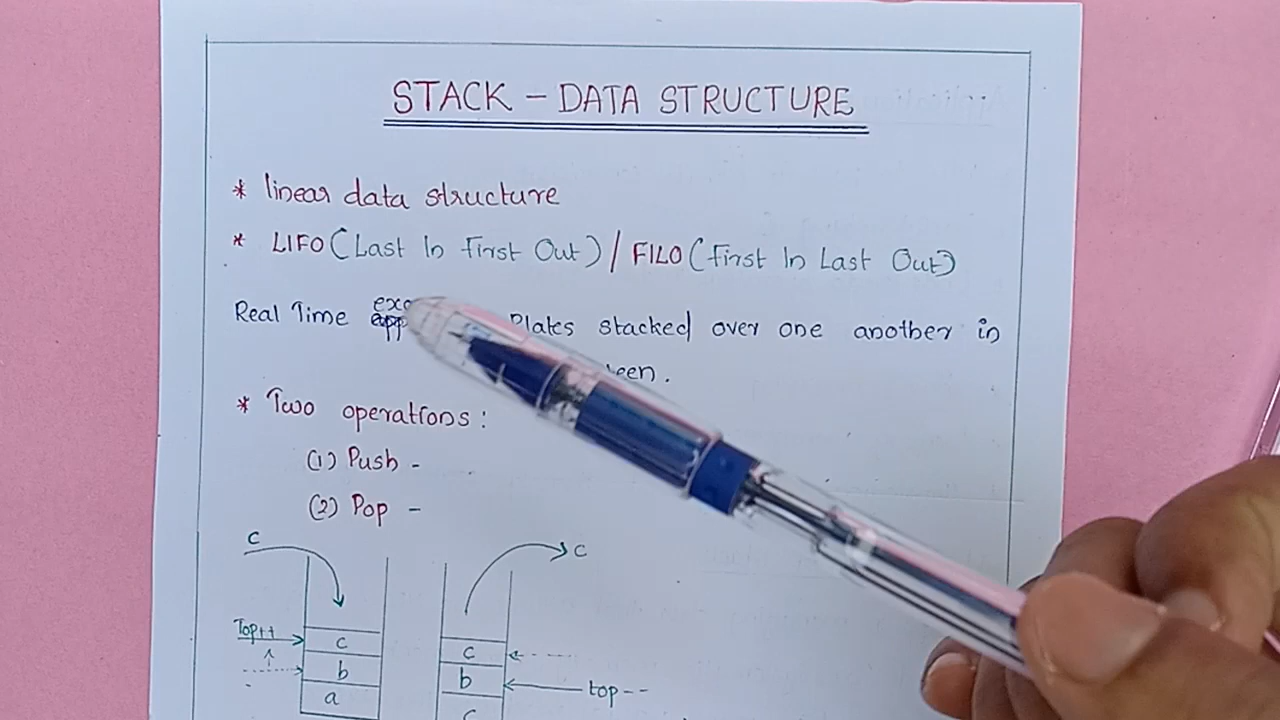 STACK - DATA STRUCTURE
* linear data structure
* LIFO (Last In First Out) / FILO (First In Last Out)
Real Time Plates stacked over one another in
* Two operations :
(1) Push -
(2) Pop -
c
c
Top++
c
c
b
b
top--
a